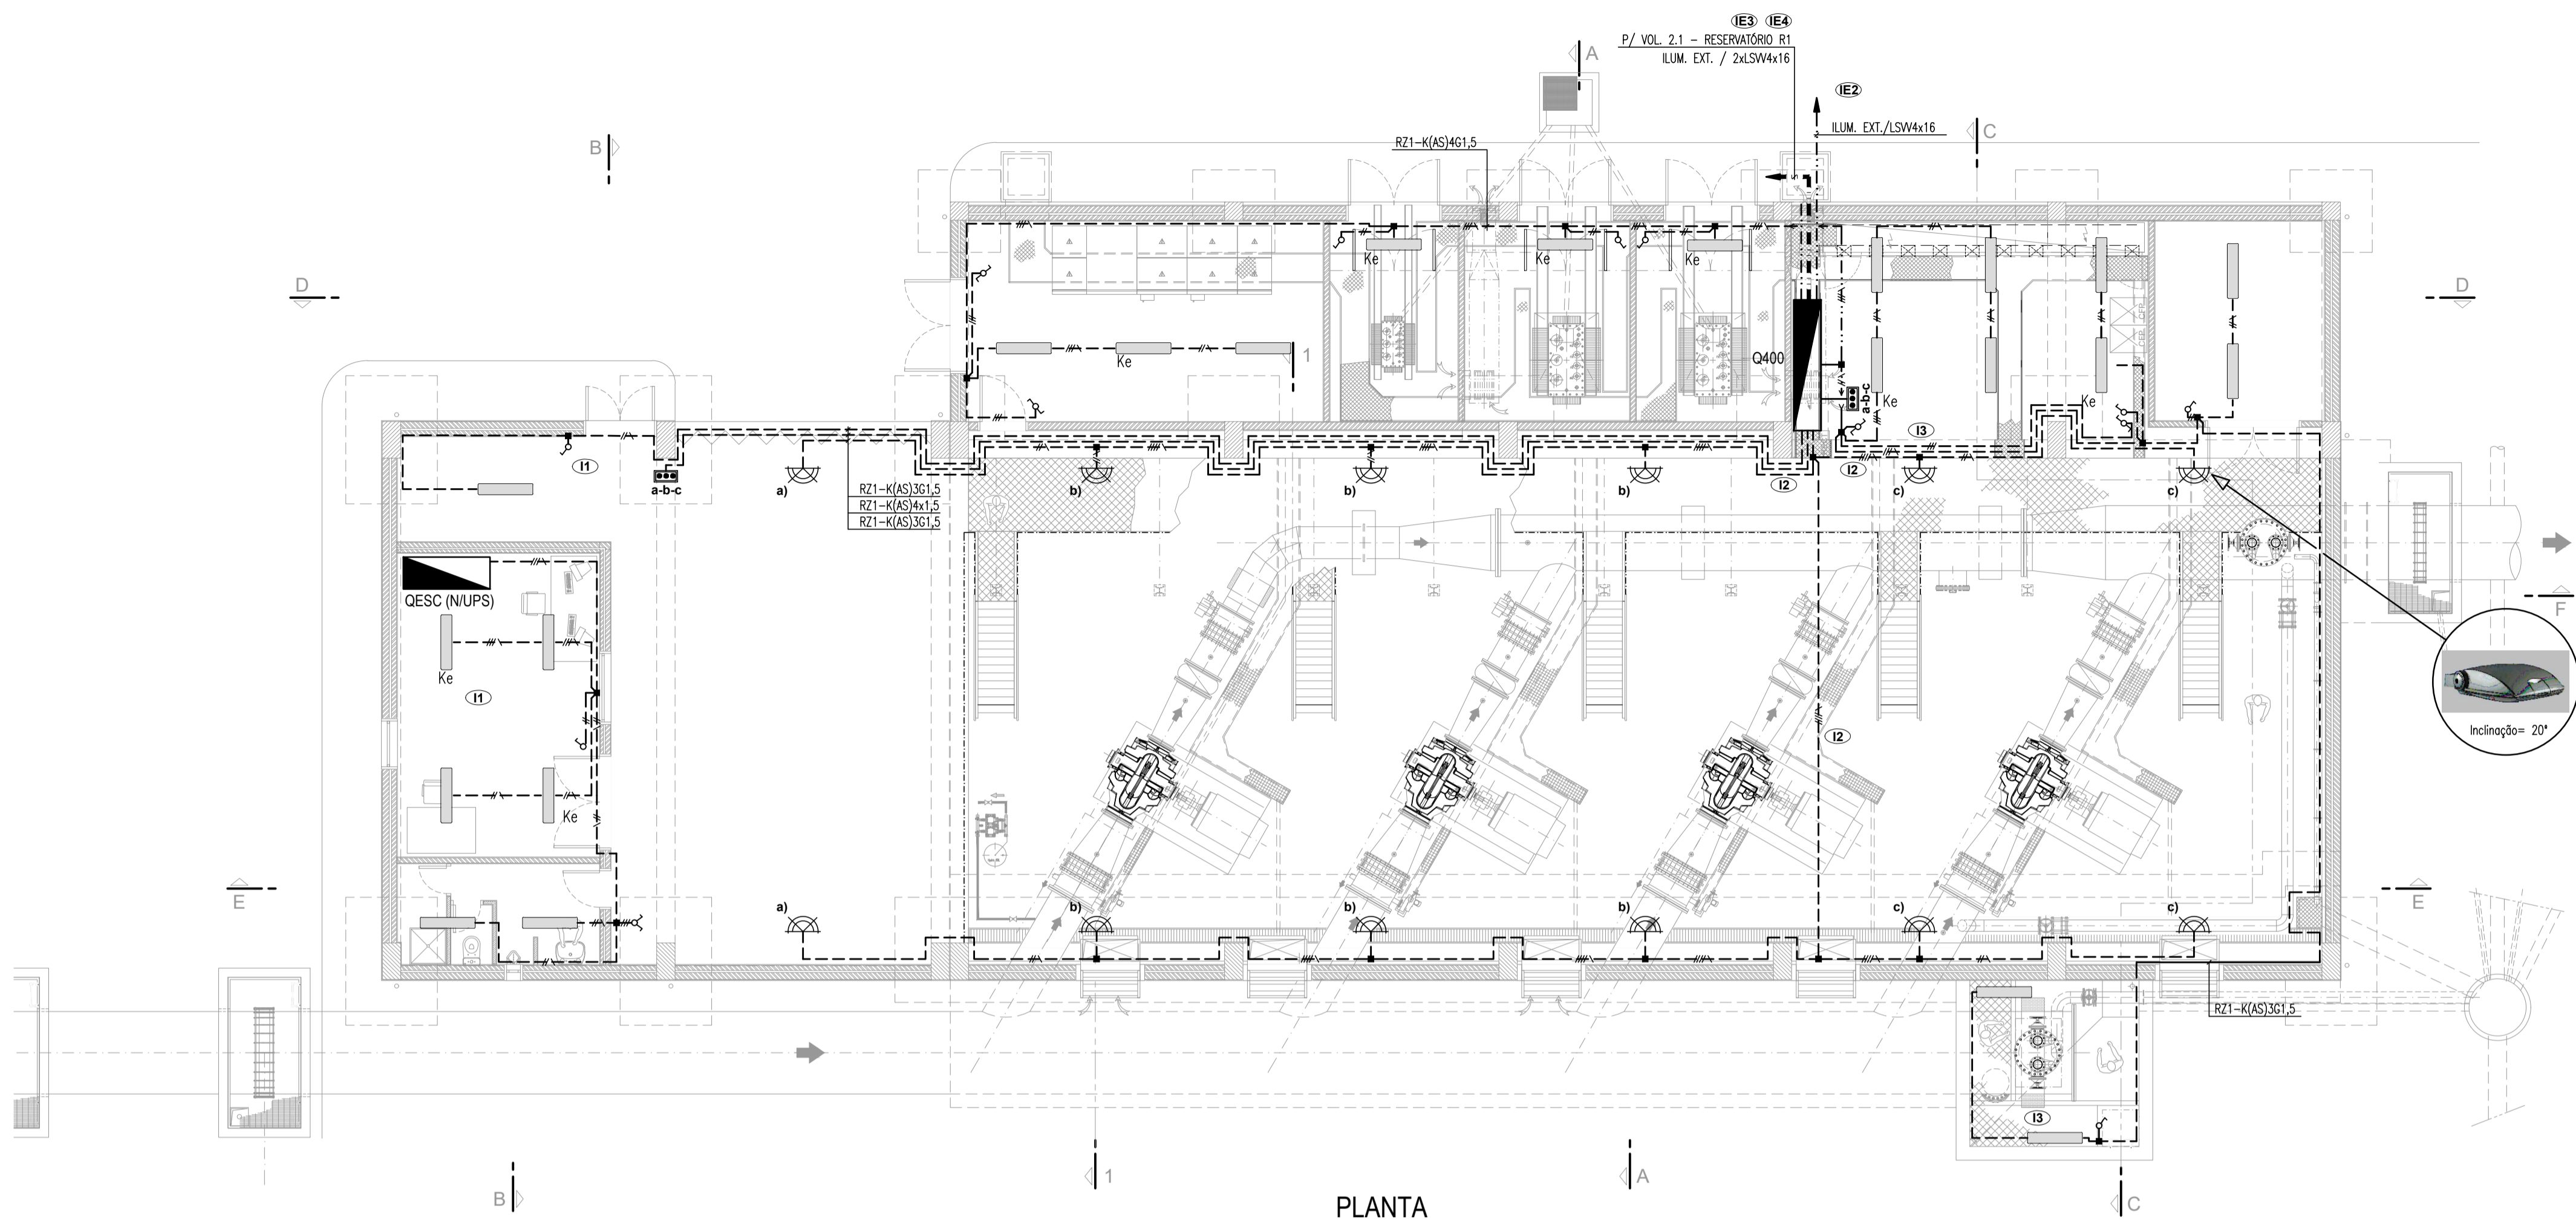 IE3 IE4
P/ VOL. 2.1 – RESERVATÓRIO R1
ILUM. EXT. / 2xLSVV4x16
A
IE2
ILUM. EXT./LSVV4x16
C
B
RZ1-K(AS)4G1,5
D
D
Ke
Ke
Ke
1
Ke
Q400
a-b-c
Ke
Ke
CFP
CFP
I3
I1
a-b-c
a)
b)
b)
b)
I2
I2
c)
c)
RZ1-K(AS)3G1,5
RZ1-K(AS)4x1,5
RZ1-K(AS)3G1,5
QESC (N/UPS)
F
Ke
I1
I2
Inclinação= 20°
Ke
E
E
a)
b)
b)
b)
c)
c)
RZ1-K(AS)3G1,5
I3
B
1
A
C
PLANTA